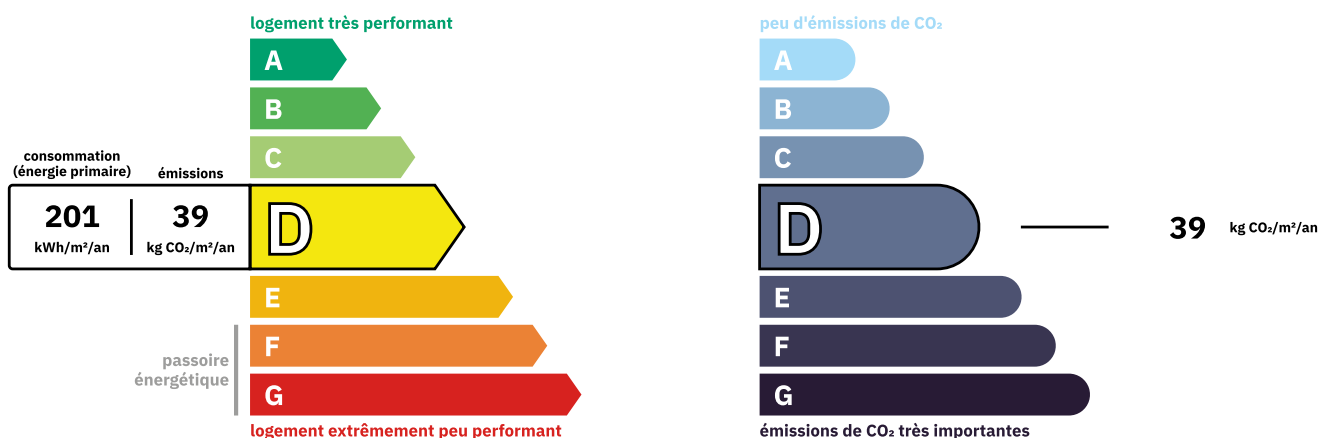 logement très performant
A
B
C
consommation
(énergie primaire)
émissions
201
kWh/m²/an
39
kg CO₂/m²/an
D
E
F
G
passoire
énergétique
logement extrêmement peu performant
peu d'émissions de CO₂
A
B
C
D
39 kg CO₂/m²/an
E
F
G
émissions de CO₂ très importantes